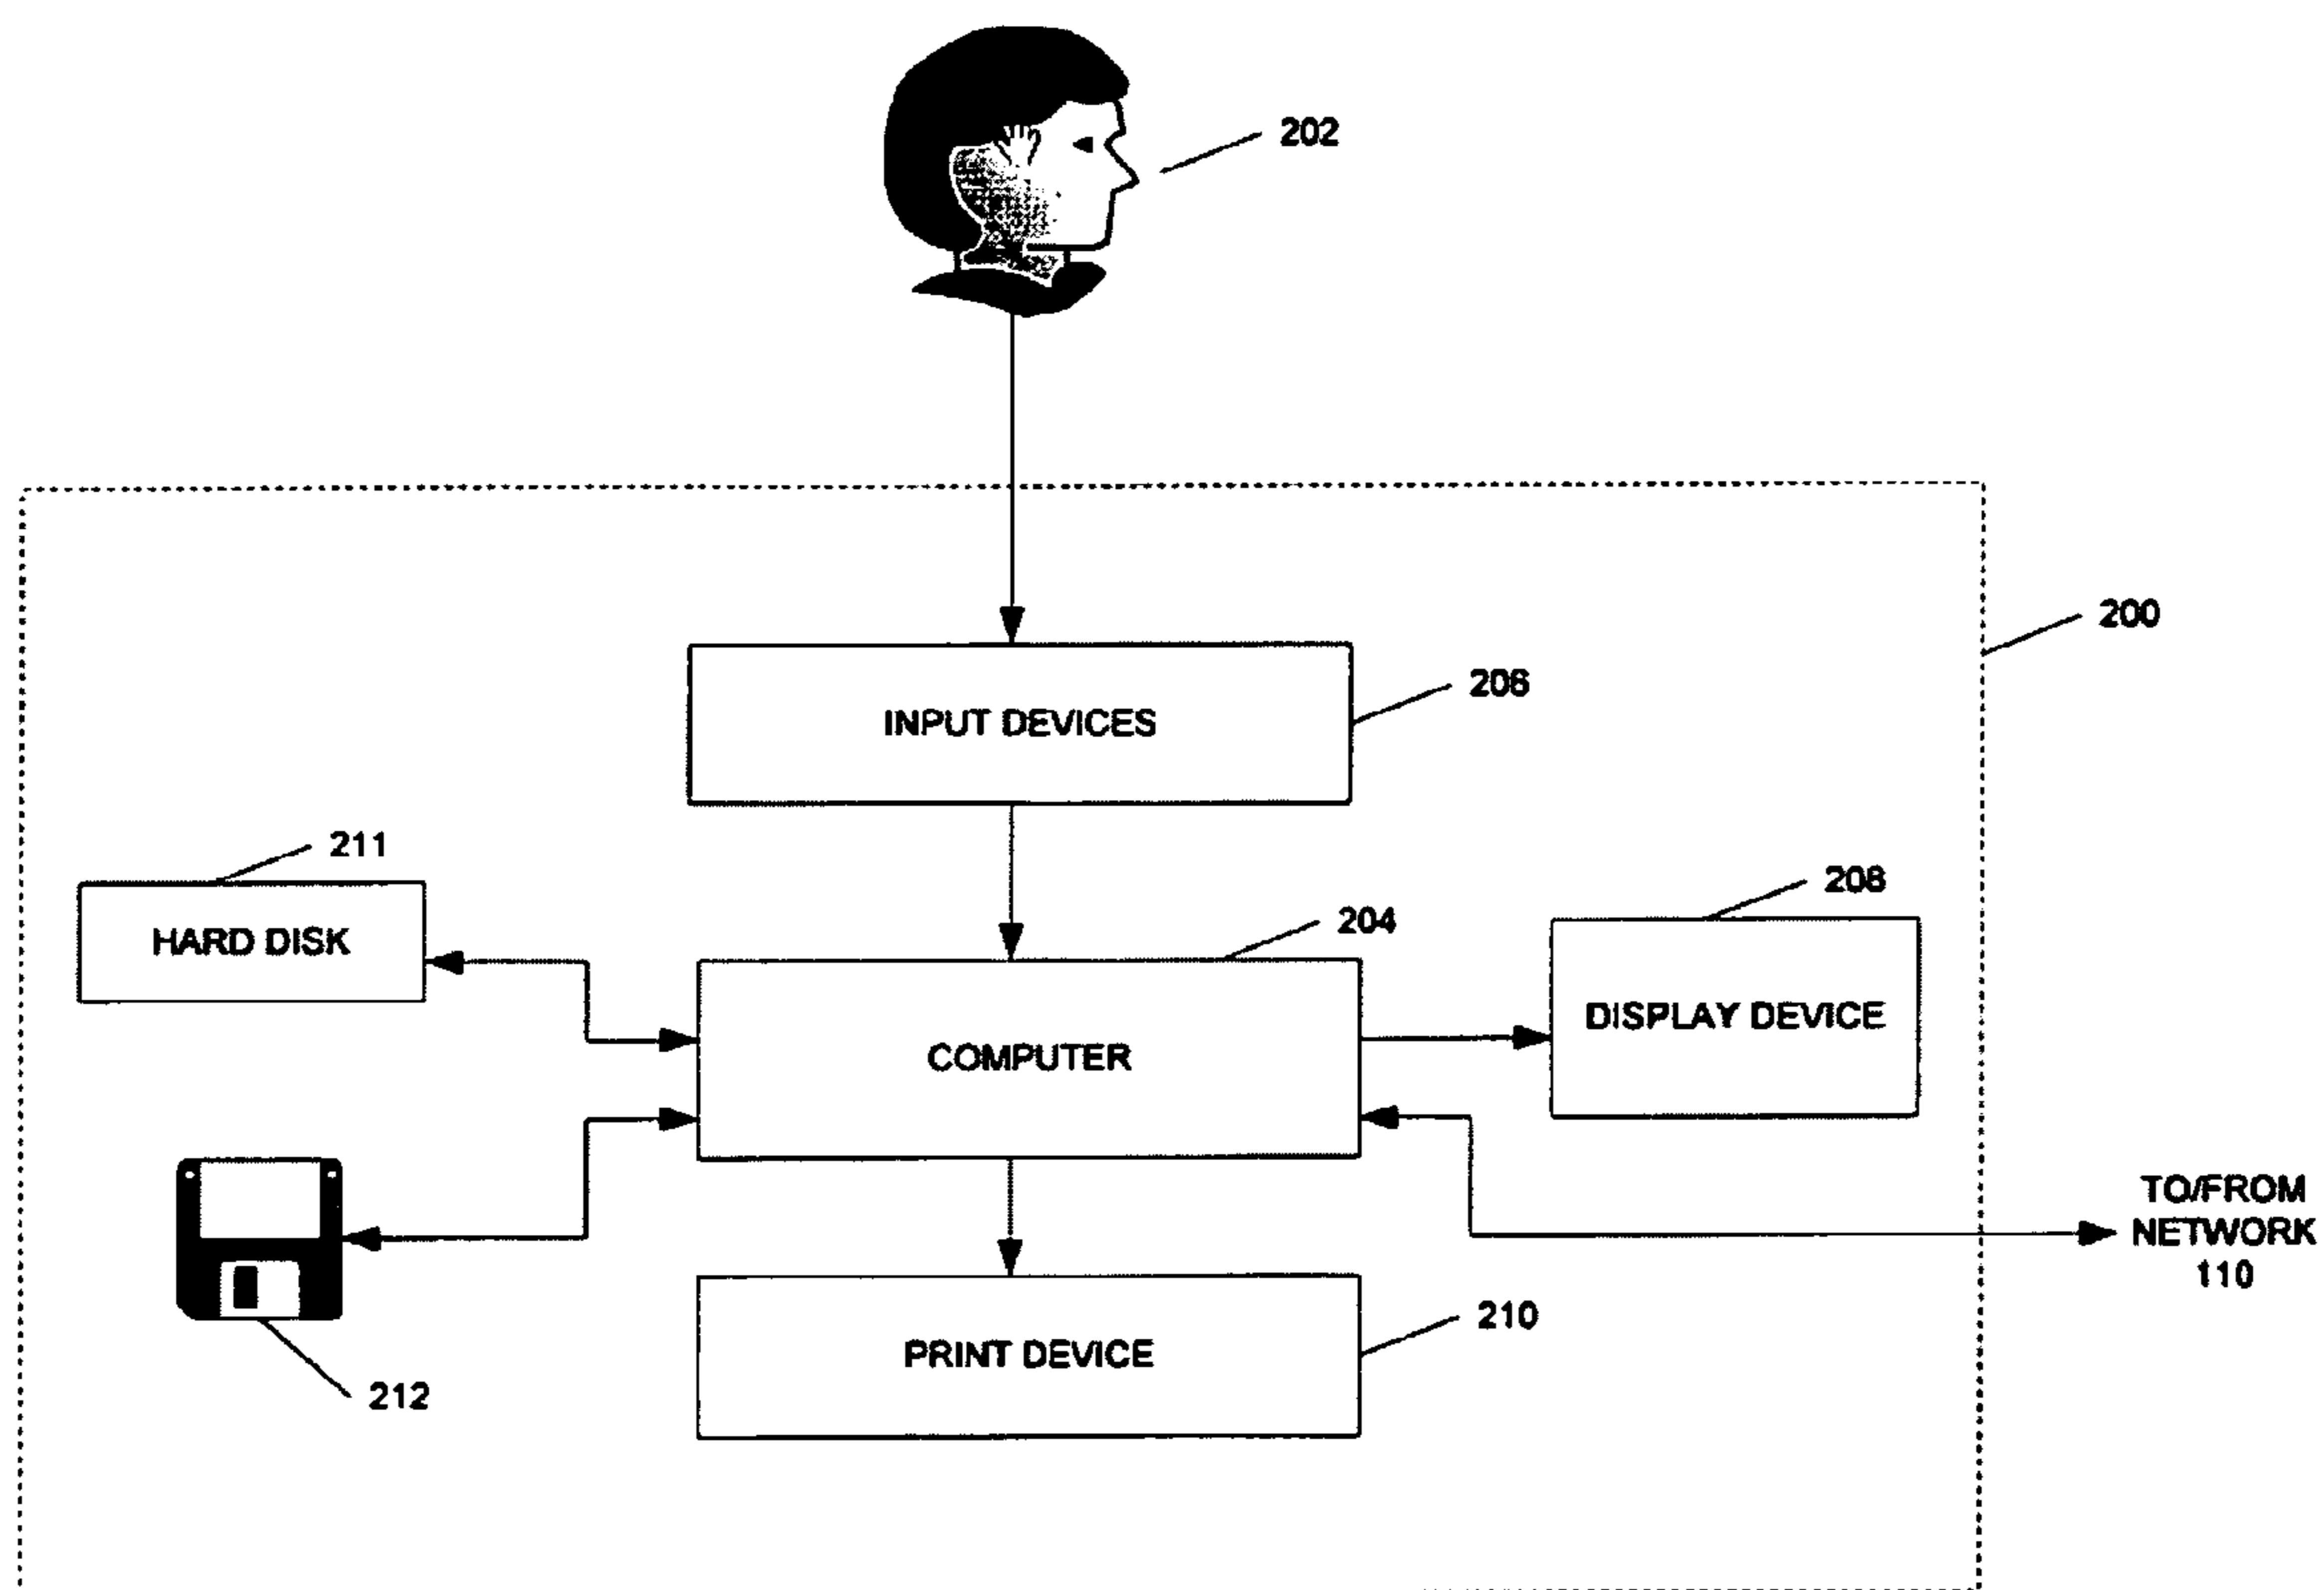 202
200
206
INPUT DEVICES
211
208
204
HARD DISK
DISPLAY DEVICE
COMPUTER
TO/FROM
NETWORK
110
210
PRINT DEVICE
212